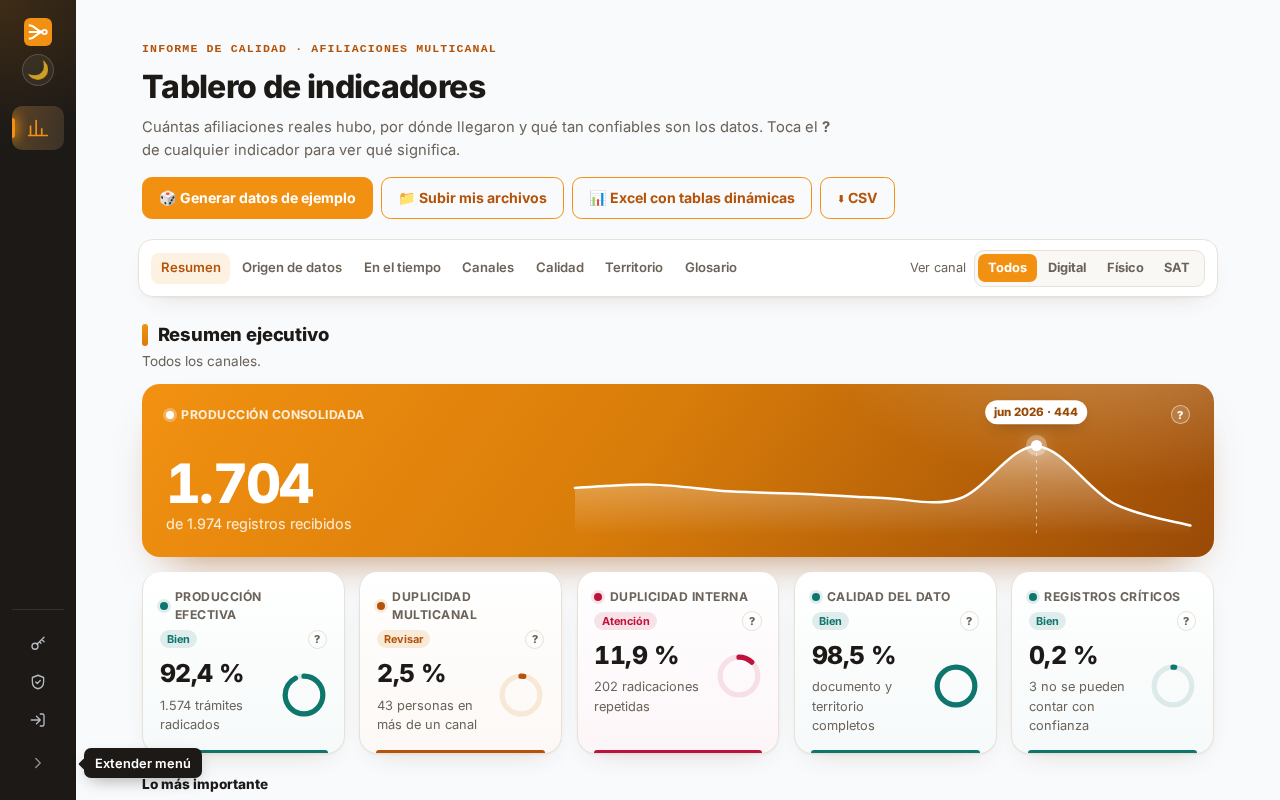 INFORME DE CALIDAD · AFILIACIONES MULTICANAL
Tablero de indicadores
Cuántas afiliaciones reales hubo, por dónde llegaron y qué tan confiables son los datos. Toca el ?
de cualquier indicador para ver qué significa.
Generar datos de ejemplo
Subir mis archivos
Excel con tablas dinámicas
CSV
Resumen
Origen de datos
En el tiempo
Canales
Calidad
Territorio
Glosario
Ver canal
Todos
Digital
Físico
SAT
Resumen ejecutivo
Todos los canales.
PRODUCCIÓN CONSOLIDADA
jun 2026 · 444
?
1.704
de 1.974 registros recibidos
PRODUCCIÓN
EFECTIVA
Bien
?
92,4 %
1.574 trámites
radicados
DUPLICIDAD
MULTICANAL
Revisar
?
2,5 %
43 personas en
más de un canal
DUPLICIDAD INTERNA
Atención
?
11,9 %
202 radicaciones
repetidas
CALIDAD DEL DATO
Bien
?
98,5 %
documento y
territorio
completos
REGISTROS CRÍTICOS
Bien
?
0,2 %
3 no se pueden
contar con
confianza
Extender menú
Lo más importante